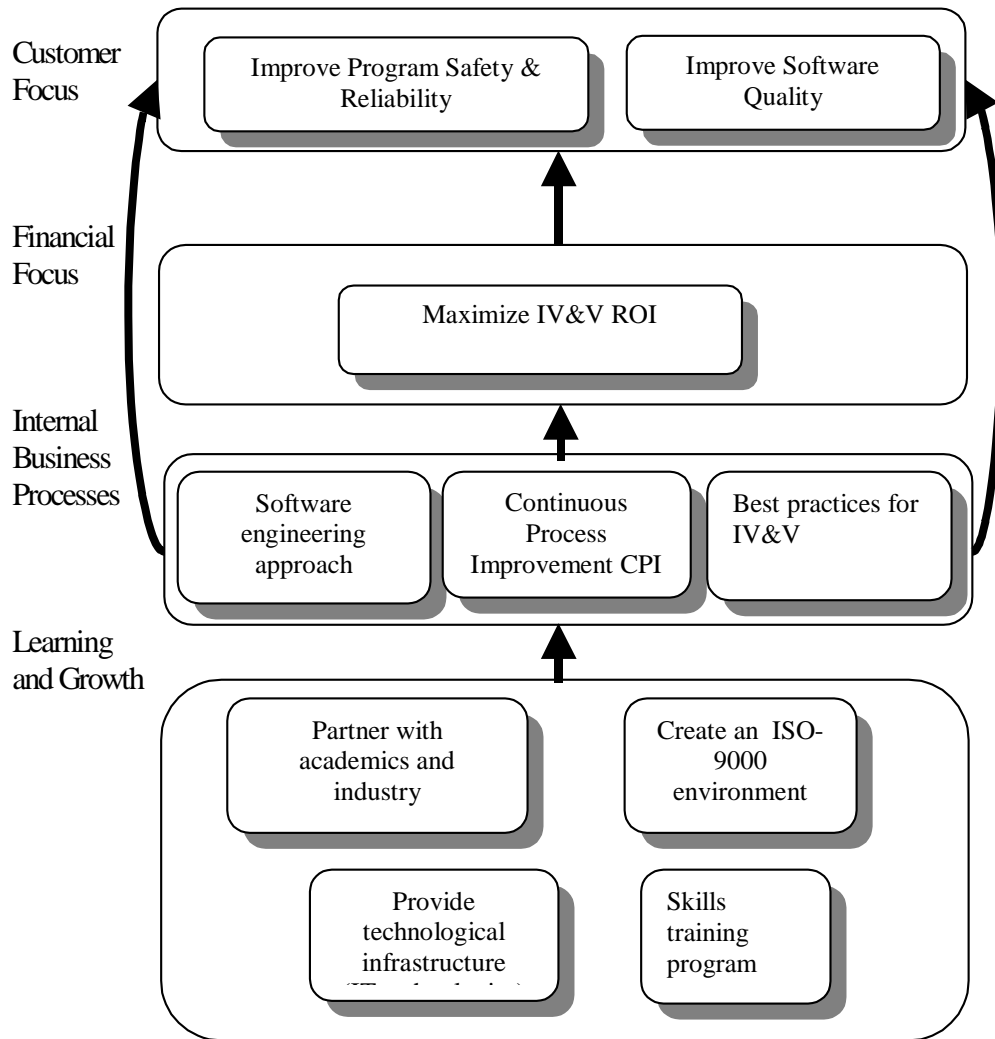 Customer
Focus
Improve Program Safety &
Reliability
Improve Software
Quality
Financial
Focus
Maximize IV&V ROI
Internal
Business
Processes
Software
engineering
approach
Continuous
Process
Improvement CPI
Best practices for
IV&V
Learning
and Growth
Partner with
academics and
industry
Create an ISO-
9000
environment
Provide
technological
infrastructure
Skills
training
program